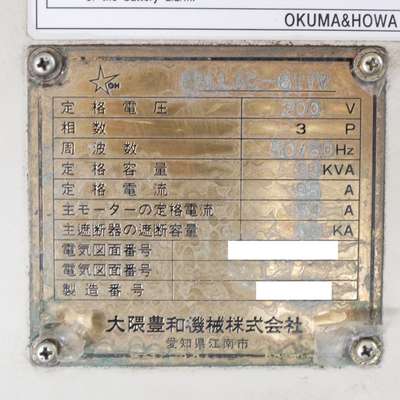 OKUMA&HOWA
OH
定格電圧 200 V
相数 3 P
周波数 50/60Hz
定格容量 KVA
定格電流 A
主モーターの定格電流 A
主遮断器の遮断容量 KA
電気図面番号
電気図面番号
製造番号
大隈豊和機械株式会社
愛知県江南市